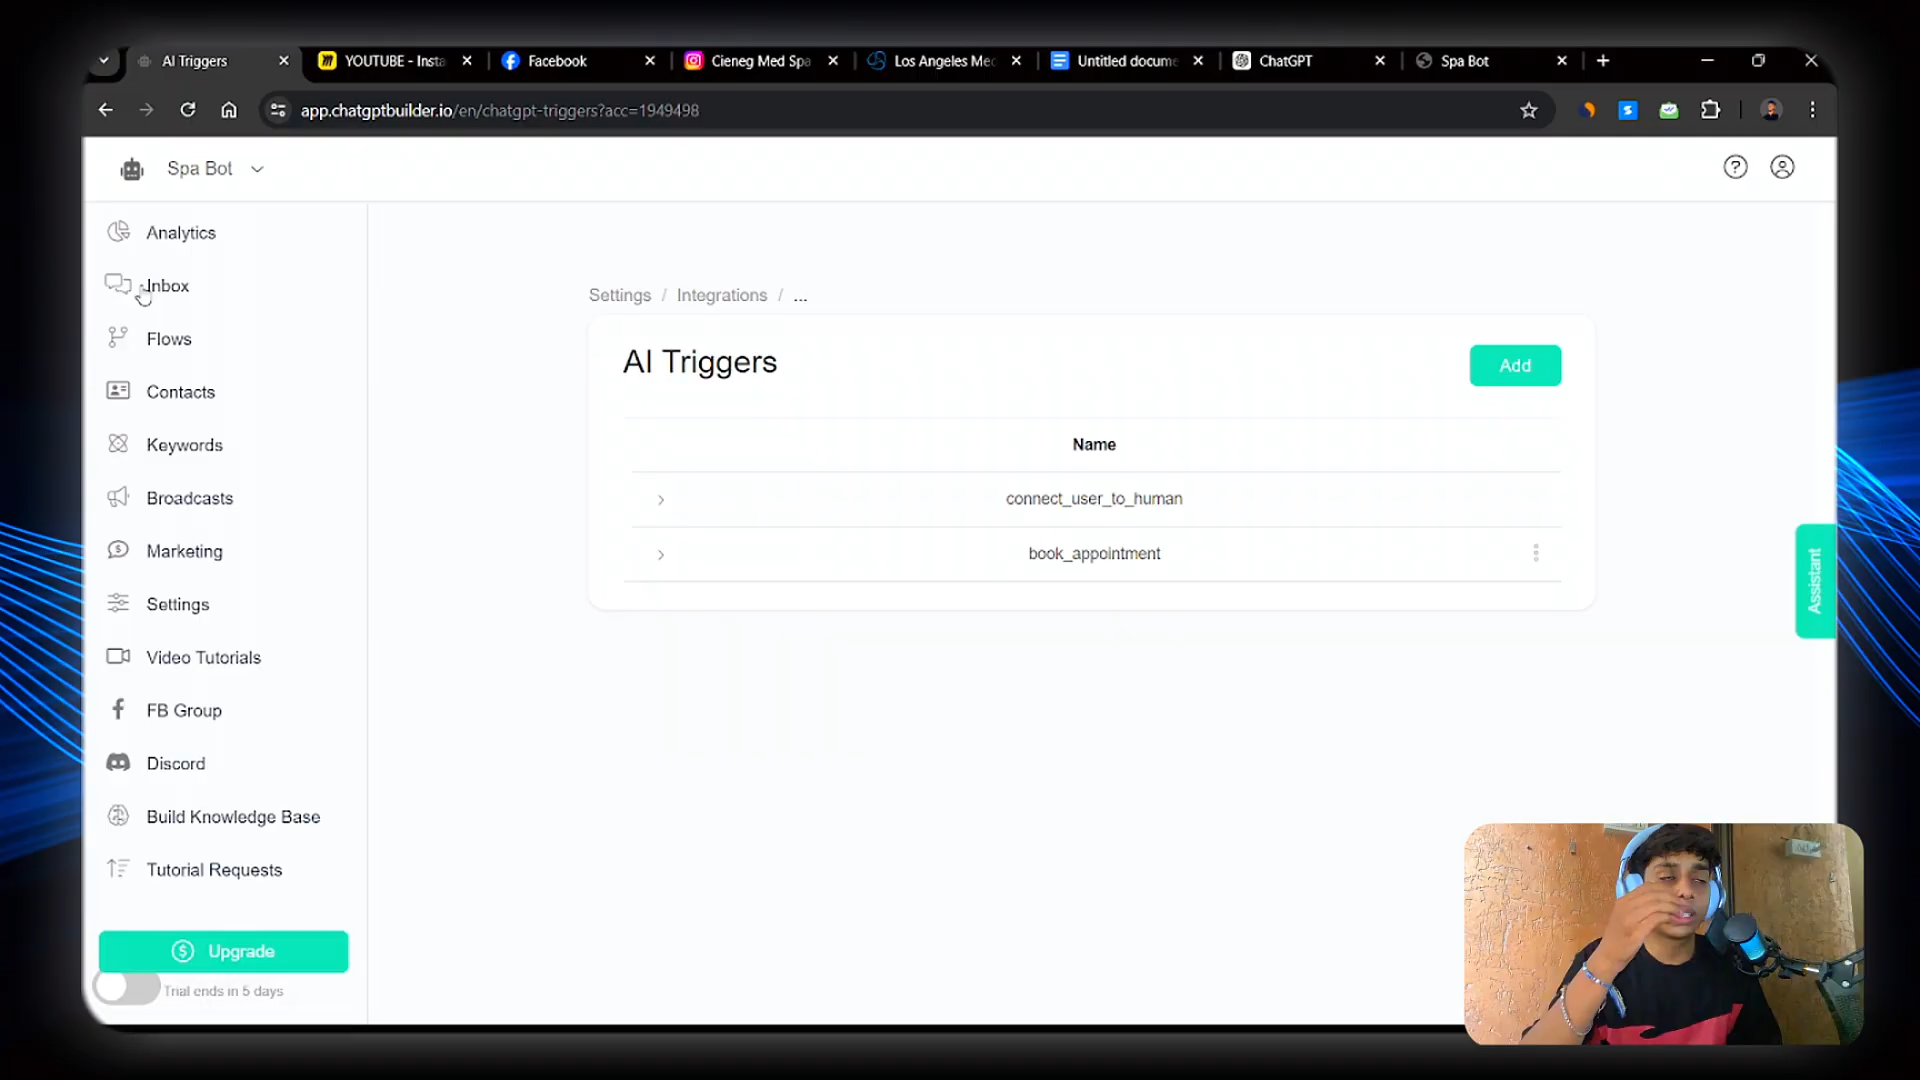 AI Triggers
YOUTUBE - Insta
Facebook
Cieneg Med Spa
Los Angeles Mec
Untitled docume
ChatGPT
Spa Bot
app.chatgptbuilder.io/en/chatgpt-triggers?acc=1949498
Spa Bot
Analytics
Inbox
Flows
Contacts
Keywords
Broadcasts
Marketing
Settings
Video Tutorials
FB Group
Discord
Build Knowledge Base
Tutorial Requests
Upgrade
Trial ends in 5 days
Settings / Integrations / ...
AI Triggers
Add
Name
connect_user_to_human
book_appointment
Assistant